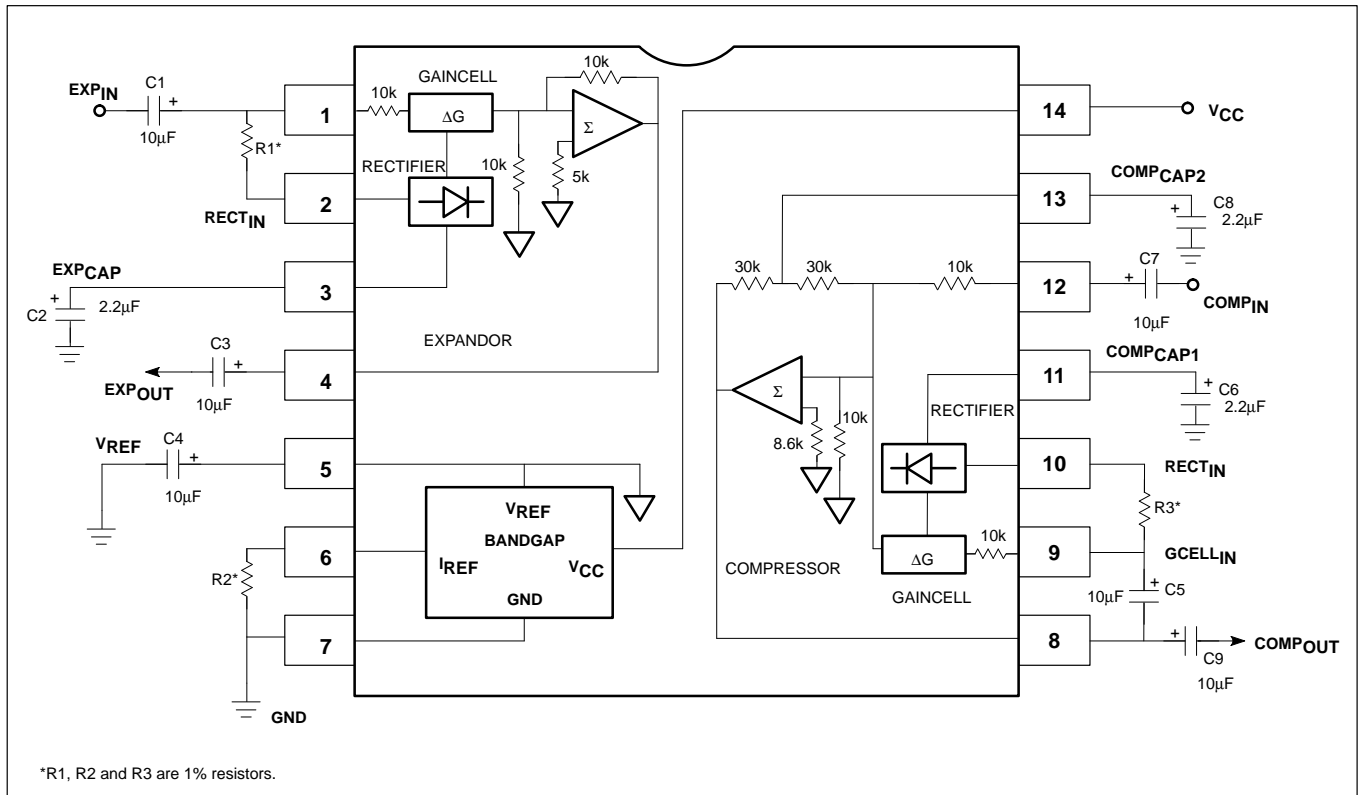 EXPIN
C1
+
10µF
R1*
RECTIN
EXPCAP
+
C2
2.2µF
C3
+
EXPOUT
10µF
VREF
C4
+
10µF
R2*
GND
1
2
3
4
5
6
7
10k
GAINCELL
ΔG
10k
Σ
10k
5k
RECTIFIER
EXPANDOR
VREF
BANDGAP
IREF
VCC
GND
30k
30k
10k
Σ
10k
8.6k
RECTIFIER
COMPRESSOR
ΔG
10k
GAINCELL
14
13
12
11
10
9
8
VCC
COMPCAP2
+
C8
2.2µF
C7
+
10µF
COMPIN
COMPCAP1
+
C6
2.2µF
RECTIN
R3*
GCELLIN
+
10µF
C5
+
C9
10µF
COMPOUT
*R1, R2 and R3 are 1% resistors.